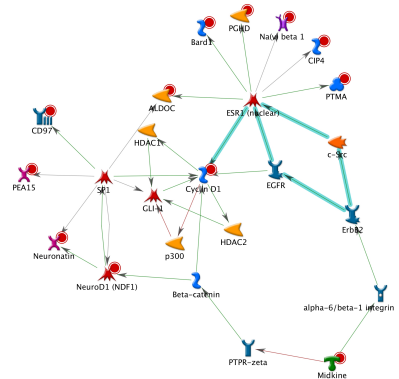 PGHD
Na(v) beta 1
Bard1
CIP4
PTMA
ALDOC
ESR1 (nuclear)
CD97
HDAC1
c-Src
PEA15
SP1
Cyclin D1
EGFR
GLI-1
ErbB2
HDAC2
Neuronatin
p300
NeuroD1 (NDF1)
Beta-catenin
alpha-6/beta-1 integrin
PTPR-zeta
Midkine